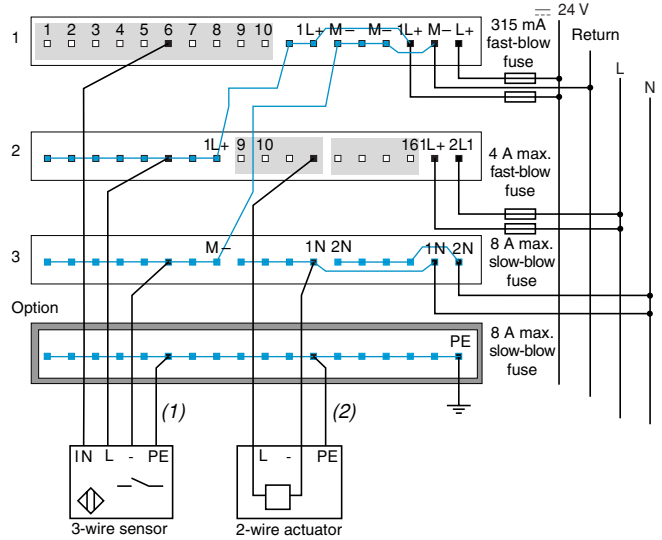 24 V
1 1 2 3 4 5 6 7 8 9 10 1L+ M– M– 1L+ M– L+
315 mA
fast-blow
fuse
Return
L
N
2 1L+ 9 10 16 1L+ 2L1
4 A max.
fast-blow
fuse
3 M– 1N 2N 1N 2N
8 A max.
slow-blow
fuse
Option
PE
8 A max.
slow-blow
fuse
(1) (2)
IN L - PE L - PE
3-wire sensor 2-wire actuator